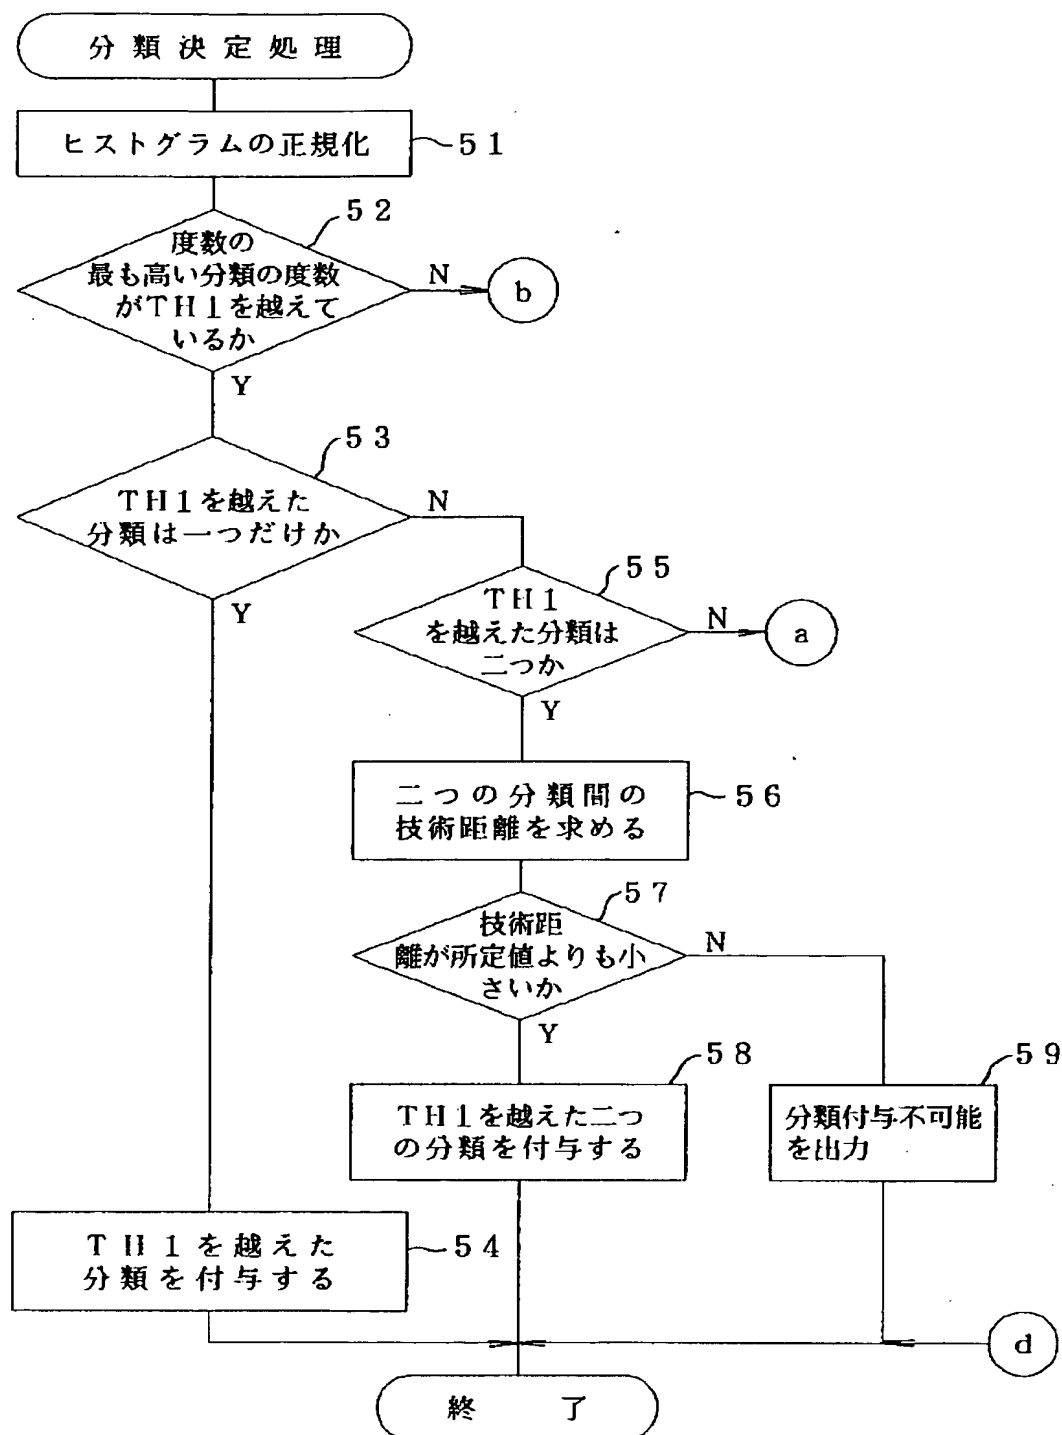 分類決定処理
ヒストグラムの正規化
51
52
度数の
最も高い分類の度数
がTH1を越えて
いるか
N
b
Y
53
TH1を越えた
分類は一つだけか
N
Y
55
TH1
を越えた分類は
二つか
N
a
Y
二つの分類間の
技術距離を求める
56
57
技術距
離が所定値よりも小
さいか
N
Y
58
TH1を越えた二つ
の分類を付与する
59
分類付与不可能
を出力
TH1を越えた
分類を付与する
54
d
終了